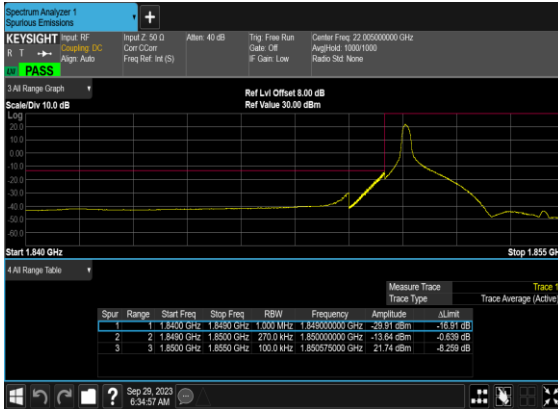 Spectrum Analyzer 1
Spurious Emissions
+
KEYSIGHT Input: RF Input Z: 50 Ω Atten: 40 dB Trig: Free Run Center Freq: 22.005000000 GHz
R T Coupling: DC Corr CCorr Gate: Off Avg|Hold: 1000/1000
Align: Auto Freq Ref: Int (S) IF Gain: Low Radio Std: None
PASS
3 All Range Graph
Ref Lvl Offset 8.00 dB
Scale/Div 10.0 dB Ref Value 30.00 dBm
Log
20.0
10.0
0.00
-10.0
-20.0
-30.0
-40.0
-50.0
-60.0
Start 1.840 GHz Stop 1.855 GH
4 All Range Table
Measure Trace Trace 1
Trace Type Trace Average (Active)
Spur Range Start Freq Stop Freq RBW Frequency Amplitude ΔLimit
1 1 1.8400 GHz 1.8490 GHz 1.000 MHz 1.849000000 GHz -29.91 dBm -16.91 dB
2 2 1.8490 GHz 1.8500 GHz 270.0 kHz 1.850000000 GHz -13.64 dBm -0.639 dB
3 3 1.8500 GHz 1.8550 GHz 100.0 kHz 1.850575000 GHz 21.74 dBm -8.259 dB
? Sep 29, 2023
6:34:57 AM